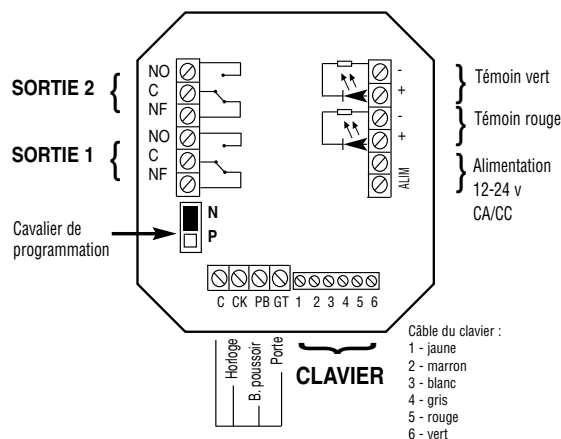 SORTIE 2
NO
C
NF
SORTIE 1
NO
C
NF
-
+
-
+
ALIM
Témoin vert
Témoin rouge
Alimentation
12-24 v
CA/CC
Cavalier de
programmation
N
P
C CK PB GT 1 2 3 4 5 6
Horloge
B. poussoir
Porte
CLAVIER
Câble du clavier :
1 - jaune
2 - marron
3 - blanc
4 - gris
5 - rouge
6 - vert